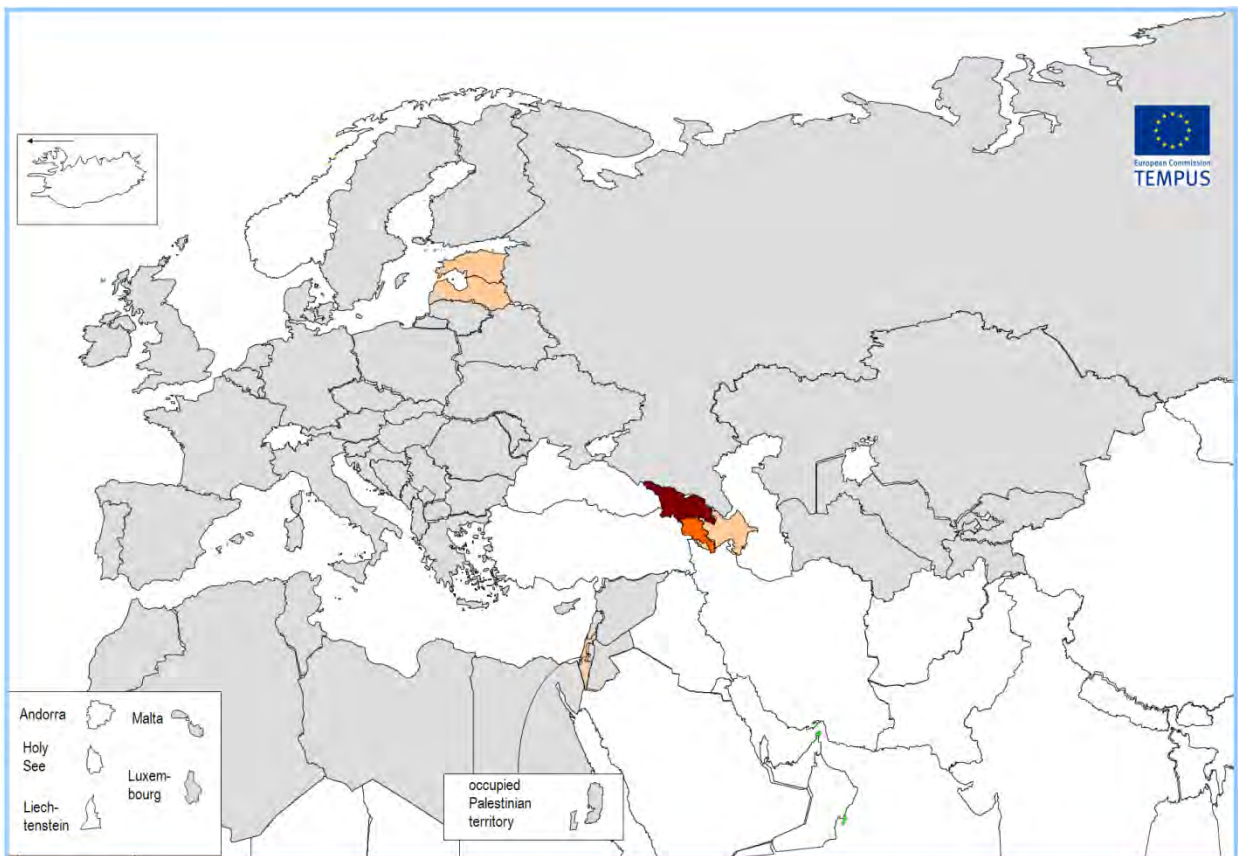 European Commission
TEMPUS
Andorra
Malta
Holy
See
Luxem-
bourg
Liech-
tenstein
occupied
Palestinian
territory